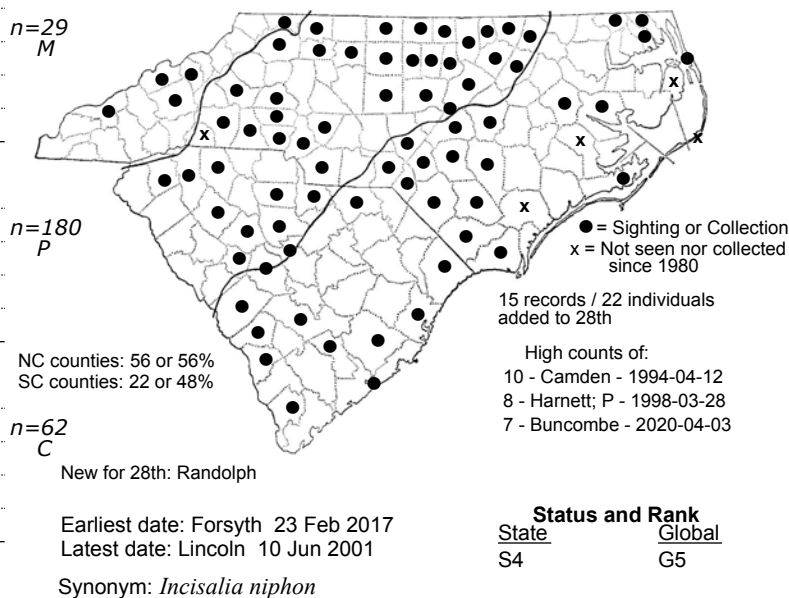 n=29
M
n=180
P
n=62
C
x
x
x
x
x
● = Sighting or Collection
x = Not seen nor collected
since 1980
15 records / 22 individuals
added to 28th
NC counties: 56 or 56%
SC counties: 22 or 48%
High counts of:
10 - Camden - 1994-04-12
8 - Harnett; P - 1998-03-28
7 - Buncombe - 2020-04-03
New for 28th: Randolph
Earliest date: Forsyth 23 Feb 2017
Latest date: Lincoln 10 Jun 2001
Synonym: Incisalia niphon
Status and Rank
State Global
S4 G5